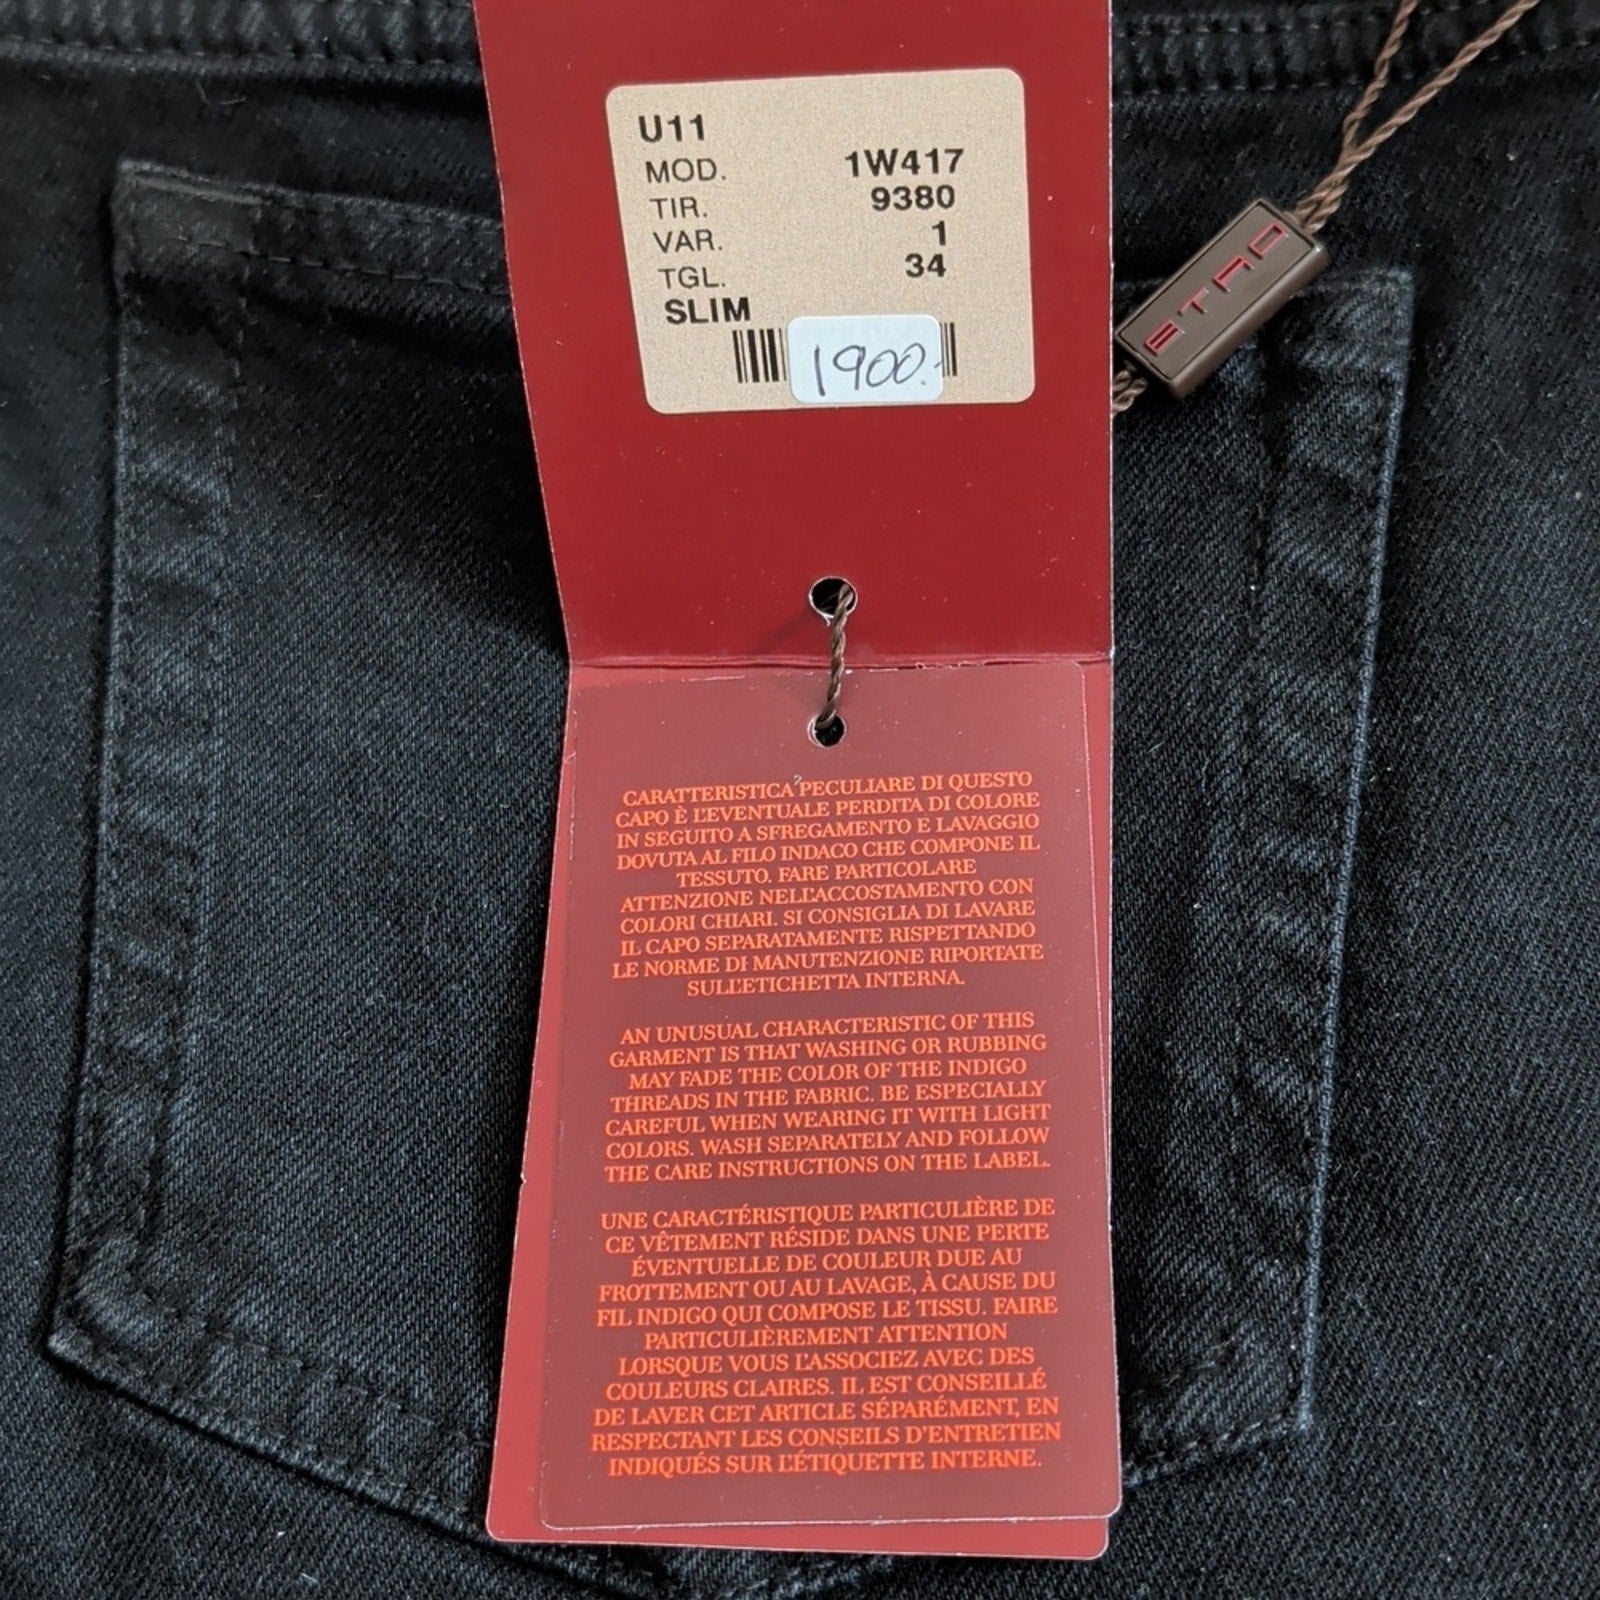 U11
MOD. 1W417
TIR. 9380
VAR. 1
TGL. 34
SLIM
1900.-
CARATTERISTICA PECULIARE DI QUESTO
CAPO È L'EVENTUALE PERDITA DI COLORE
IN SEGUITO A SFREGAMENTO E LAVAGGIO
DOVUTA AL FILO INDACO CHE COMPONE IL
TESSUTO. FARE PARTICOLARE
ATTENZIONE NELL'ACCOSTAMENTO CON
COLORI CHIARI. SI CONSIGLIA DI LAVARE
IL CAPO SEPARATAMENTE RISPETTANDO
LE NORME DI MANUTENZIONE RIPORTATE
SULL'ETICHETTA INTERNA.
AN UNUSUAL CHARACTERISTIC OF THIS
GARMENT IS THAT WASHING OR RUBBING
MAY FADE THE COLOR OF THE INDIGO
THREADS IN THE FABRIC. BE ESPECIALLY
CAREFUL WHEN WEARING IT WITH LIGHT
COLORS. WASH SEPARATELY AND FOLLOW
THE CARE INSTRUCTIONS ON THE LABEL.
UNE CARACTÉRISTIQUE PARTICULIÈRE DE
CE VÊTEMENT RÉSIDE DANS UNE PERTE
ÉVENTUELLE DE COULEUR DUE AU
FROTTEMENT OU AU LAVAGE, À CAUSE DU
FIL INDIGO QUI COMPOSE LE TISSU. FAIRE
PARTICULIÈREMENT ATTENTION
LORSQUE VOUS L'ASSOCIEZ AVEC DES
COULEURS CLAIRES. IL EST CONSEILLÉ
DE LAVER CET ARTICLE SÉPARÉMENT, EN
RESPECTANT LES CONSEILS D'ENTRETIEN
INDIQUÉS SUR L'ÉTIQUETTE INTERNE.